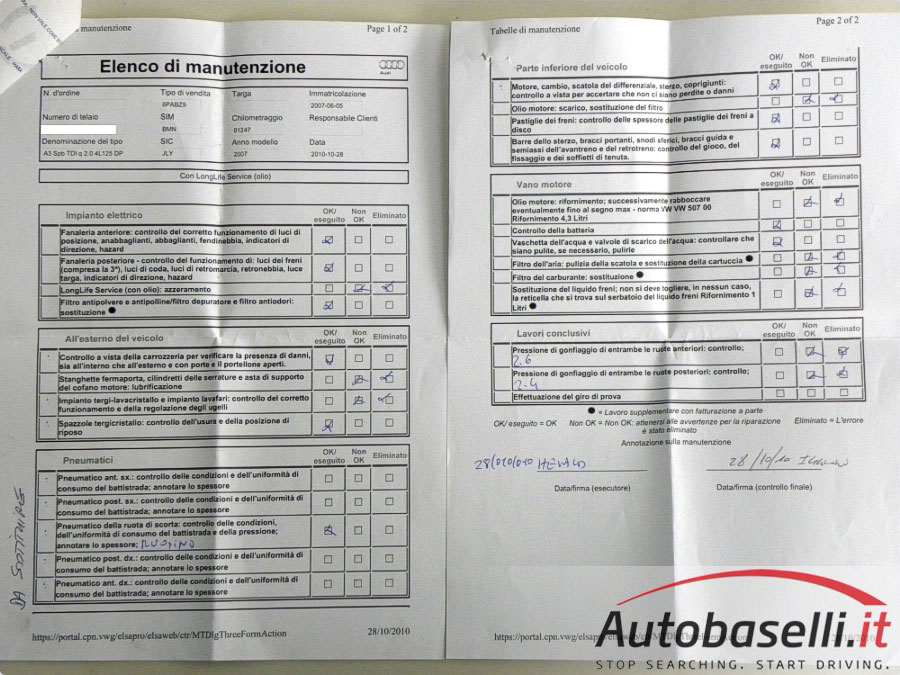 di manutenzione
Page 1 of 2
Elenco di manutenzione
Audi
N. d'ordine Tipo di vendita Targa Immatricolazione
8PABZ9 2007-06-05
Numero di telaio SIM Chilometraggio Responsabile Clienti
BMN 81247
Denominazione del tipo SIC Anno modello Data
A3 Spb TDI q 2.0 4L125 DP JLY 2007 2010-10-28
Con LongLife Service (olio)
Impianto elettrico OK/ eseguito Non OK Eliminato
Fanaleria anteriore: controllo del corretto funzionamento di luci di
posizione, anabbaglianti, abbaglianti, fendinebbia, indicatori di
direzione, hazard
Fanaleria posteriore - controllo del funzionamento di: luci dei freni
(compresa la 3ª), luci di coda, luci di retromarcia, retronebbia, luce
targa, indicatori di direzione, hazard
LongLife Service (con olio): azzeramento
Filtro antipolvere e antipolline/filtro depuratore e filtro antiodori:
sostituzione ●
All'esterno del veicolo OK/ eseguito Non OK Eliminato
Controllo a vista della carrozzeria per verificare la presenza di danni,
sia all'interno che all'esterno e con porte e il portellone aperti.
Stanghette fermaporta, cilindretti delle serrature e asta di supporto
del cofano motore: lubrificazione
Impianto tergi-lavacristallo e impianto lavafari: controllo del corretto
funzionamento e della regolazione degli ugelli
Spazzole tergicristallo: controllo dell'usura e della posizione di
riposo
Pneumatici OK/ eseguito Non OK Eliminato
Pneumatico ant. sx.: controllo delle condizioni e dell'uniformità di
consumo del battistrada; annotare lo spessore
Pneumatico post. sx.: controllo delle condizioni e dell'uniformità di
consumo del battistrada; annotare lo spessore
Pneumatico della ruota di scorta: controllo delle condizioni,
dell'uniformità di consumo del battistrada e della pressione;
annotare lo spessore;
Pneumatico post. dx.: controllo delle condizioni e dell'uniformità di
consumo del battistrada; annotare lo spessore
Pneumatico ant. dx.: controllo delle condizioni e dell'uniformità di
consumo del battistrada; annotare lo spessore
DA SOSTITUIRE
https://portal.cpn.vwg/elsapro/elsaweb/ctr/MTDlgThreeFormAction
28/10/2010
Tabelle di manutenzione
Page 2 of 2
Parte inferiore del veicolo OK/ eseguito Non OK Eliminato
Motore, cambio, scatola del differenziale, sterzo, coprigiunti:
controllo a vista per accertare che non ci siano perdite o danni
Olio motore: scarico, sostituzione del filtro
Pastiglie dei freni: controllo delle spessore delle pastiglie dei freni a
disco
Barre dello sterzo, bracci portanti, snodi sferici, bracci guida e
semiassi dell'avantreno e del retrotreno: controllo del gioco, del
fissaggio e dei soffietti di tenuta.
Vano motore OK/ eseguito Non OK Eliminato
Olio motore: rifornimento; successivamente rabboccare
eventualmente fino al segno max - norma VW VW 507 00
Rifornimento 4,3 Litri
Controllo della batteria
Vaschetta dell'acqua e valvole di scarico dell'acqua: controllare che
siano pulite, se necessario, pulirle
Filtro dell'aria: pulizia della scatola e sostituzione della cartuccia ●
Filtro del carburante: sostituzione ●
Sostituzione del liquido freni; non si deve togliere, in nessun caso,
la reticella che si trova sul serbatoio del liquido freni Rifornimento 1
Litri ●
Lavori conclusivi OK/ eseguito Non OK Eliminato
Pressione di gonfiaggio di entrambe le ruote anteriori: controllo;
2.6
Pressione di gonfiaggio di entrambe le ruote posteriori: controllo;
2.4
Effettuazione del giro di prova
● = Lavoro supplementare con fatturazione a parte
OK/ eseguito = OK Non OK = Non OK: attenersi alle avvertenze per la riparazione Eliminato = L'errore
è stato eliminato
Annotazione sulla manutenzione
28/10/10
Data/firma (esecutore) Data/firma (controllo finale)
Autobaselli.it
STOP SEARCHING. START DRIVING.